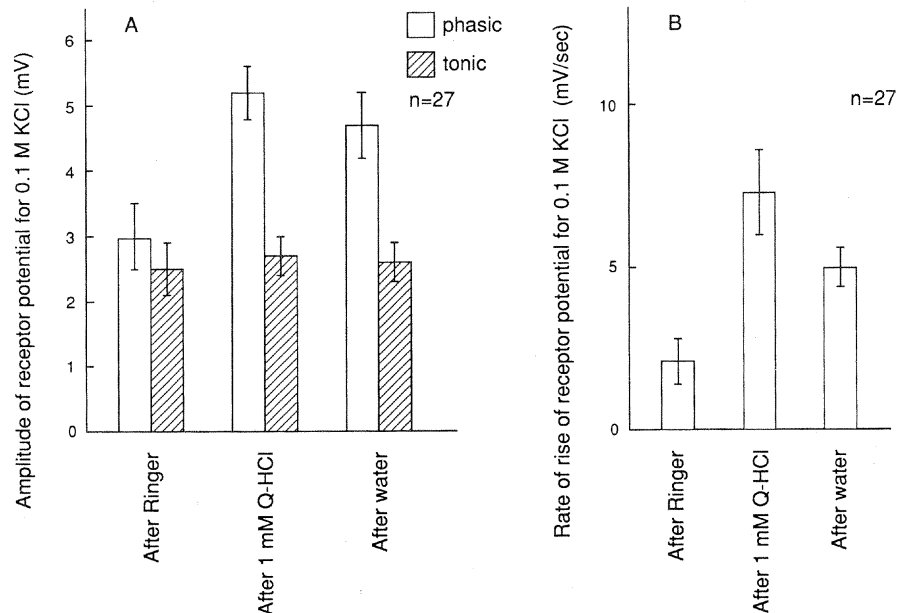 A
phasic
tonic
n=27
Amplitude of receptor potential for 0.1 M KCl (mV)
6
5
4
3
2
1
0
After Ringer
After 1 mM Q-HCl
After water
B
n=27
Rate of rise of receptor potential for 0.1 M KCl (mV/sec)
10
5
0
After Ringer
After 1 mM Q-HCl
After water